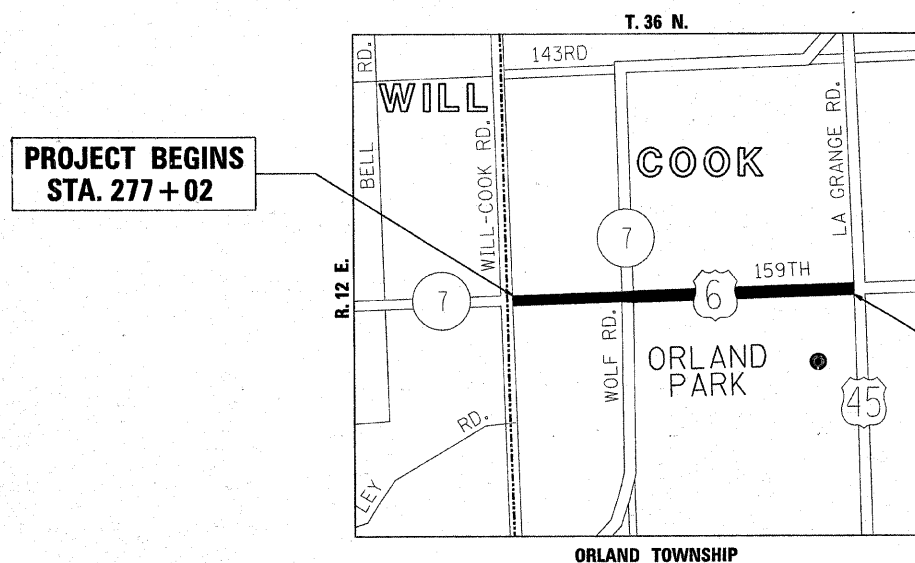 T. 36 N.
RD.
143RD
WILL
PROJECT BEGINS
STA. 277+02
BELL
WILL-COOK RD.
COOK
LA GRANGE RD.
7
R. 12 E.
7
159TH
6
WOLF RD.
ORLAND
PARK
45
RD.
LEY
ORLAND TOWNSHIP